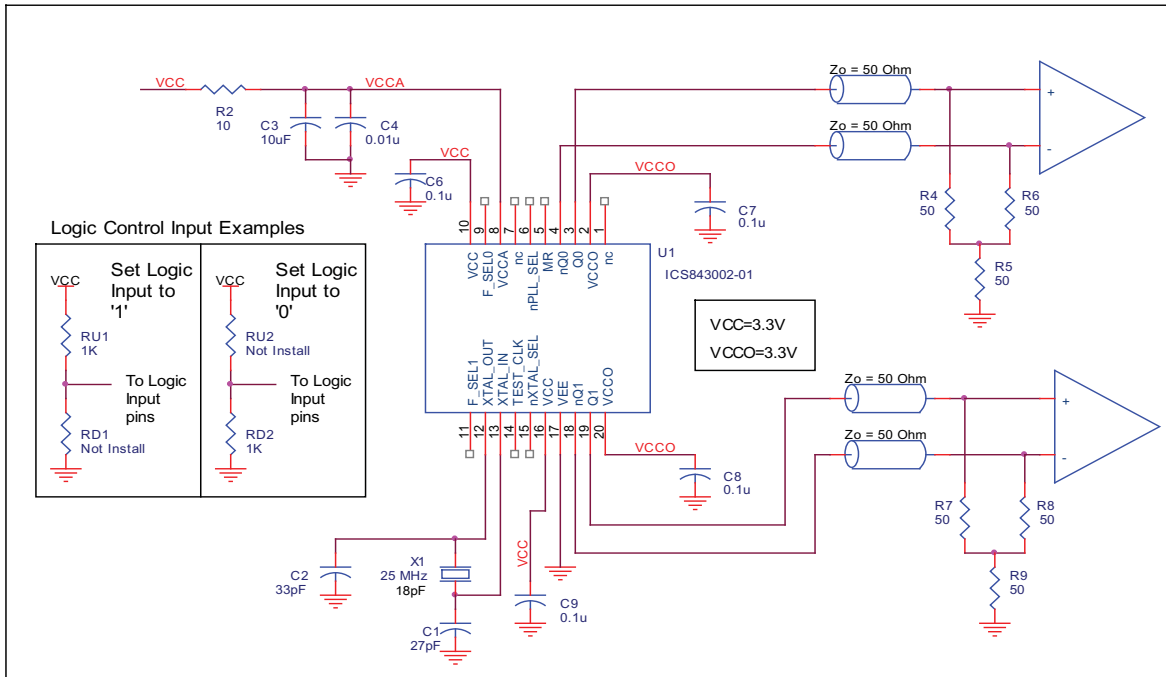 VCC
R2
10
VCCA
C3
10uF
C4
0.01u
VCC
C6
0.1u
VCCO
C7
0.1u
Zo = 50 Ohm
Zo = 50 Ohm
+
-
R4
50
R6
50
R5
50
Logic Control Input Examples
VCC
Set Logic
Input to
'1'
RU1
1K
To Logic
Input
pins
RD1
Not Install
VCC
Set Logic
Input to
'0'
RU2
Not Install
To Logic
Input
pins
RD2
1K
10
9
8
7
6
5
4
3
2
1
VCC
F_SEL0
VCCA
nc
nPLL_SEL
MR
nQ0
Q0
VCCO
nc
U1
ICS843002-01
F_SEL1
XTAL_OUT
XTAL_IN
TEST_CLK
nXTAL_SEL
VCC
VEE
nQ1
Q1
VCCO
11
12
13
14
15
16
17
18
19
20
VCC=3.3V
VCCO=3.3V
VCCO
C8
0.1u
Zo = 50 Ohm
Zo = 50 Ohm
+
-
R7
50
R8
50
R9
50
C2
33pF
X1
25 MHz
18pF
C1
27pF
VCC
C9
0.1u